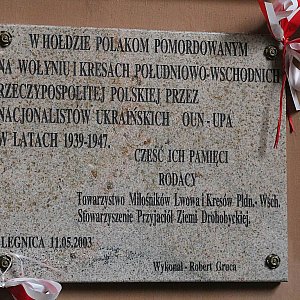 W HOŁDZIE POLAKOM POMORDOWANYM
NA WOŁYNIU I KRESACH POŁUDNIOWO-WSCHODNICH
RZECZYPOSPOLITEJ POLSKIEJ PRZEZ
NACJONALISTÓW UKRAIŃSKICH OUN-UPA
W LATACH 1939-1947.
CZEŚĆ ICH PAMIĘCI
RODACY
Towarzystwo Miłośników Lwowa i Kresów Płdn.-Wsch.
Stowarzyszenie Przyjaciół Ziemi Drohobyckiej.
LEGNICA 11.05.2003
Wykonał - Robert Gruca